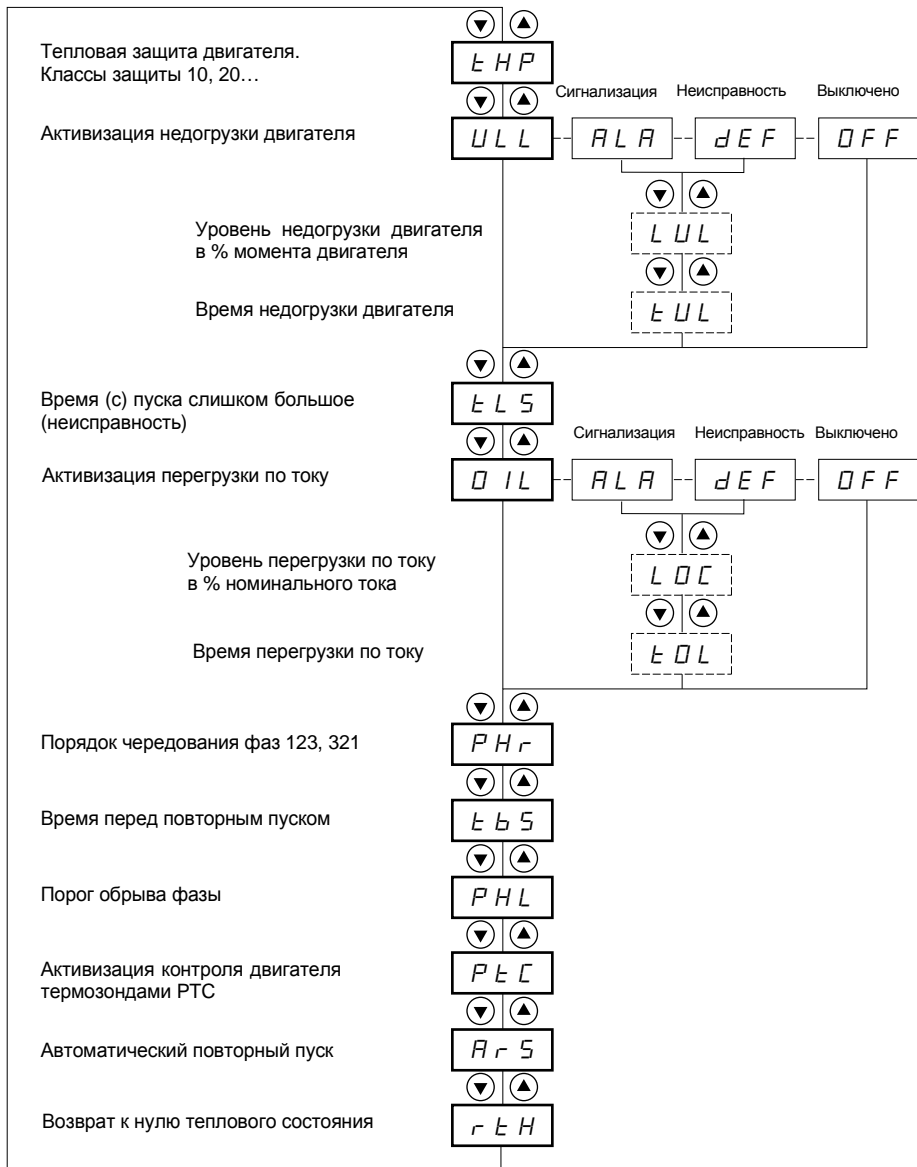 Тепловая защита двигателя.
Классы защиты 10, 20…
tHP
Сигнализация Неисправность Выключено
Активизация недогрузки двигателя
ULL ALA dEF OFF
Уровень недогрузки двигателя
в % момента двигателя
LUL
Время недогрузки двигателя
tUL
Время (с) пуска слишком большое
(неисправность)
tLS
Сигнализация Неисправность Выключено
Активизация перегрузки по току
OIL ALA dEF OFF
Уровень перегрузки по току
в % номинального тока
LOC
Время перегрузки по току
tOL
Порядок чередования фаз 123, 321
PHr
Время перед повторным пуском
tbS
Порог обрыва фазы
PHL
Активизация контроля двигателя
термозондами PTC
PtC
Автоматический повторный пуск
ArS
Возврат к нулю теплового состояния
rtH